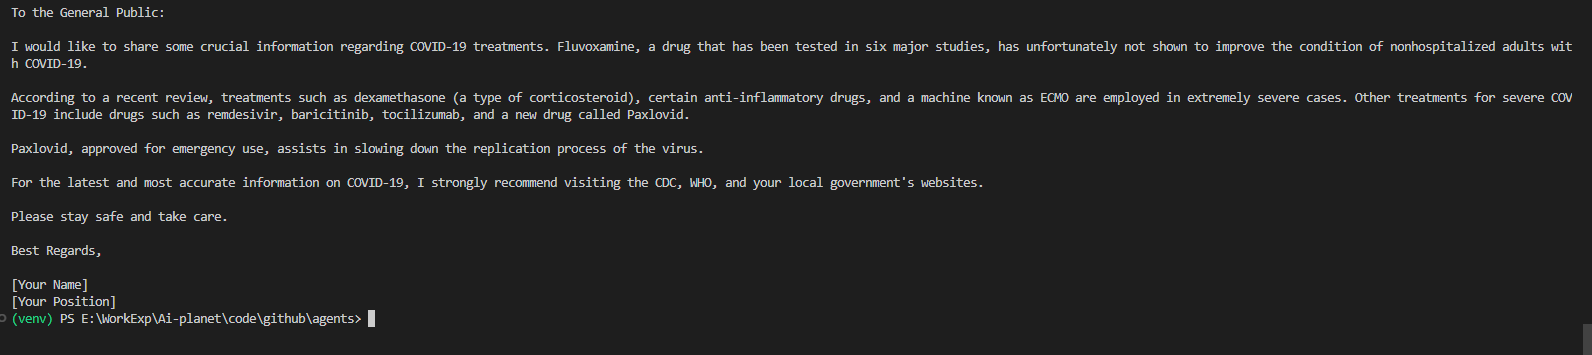 To the General Public:
I would like to share some crucial information regarding COVID-19 treatments. Fluvoxamine, a drug that has been tested in six major studies, has unfortunately not shown to improve the condition of nonhospitalized adults wit
h COVID-19.
According to a recent review, treatments such as dexamethasone (a type of corticosteroid), certain anti-inflammatory drugs, and a machine known as ECMO are employed in extremely severe cases. Other treatments for severe COV
ID-19 include drugs such as remdesivir, baricitinib, tocilizumab, and a new drug called Paxlovid.
Paxlovid, approved for emergency use, assists in slowing down the replication process of the virus.
For the latest and most accurate information on COVID-19, I strongly recommend visiting the CDC, WHO, and your local government's websites.
Please stay safe and take care.
Best Regards,
[Your Name]
[Your Position]
(venv) PS E:\WorkExp\Ai-planet\code\github\agents>